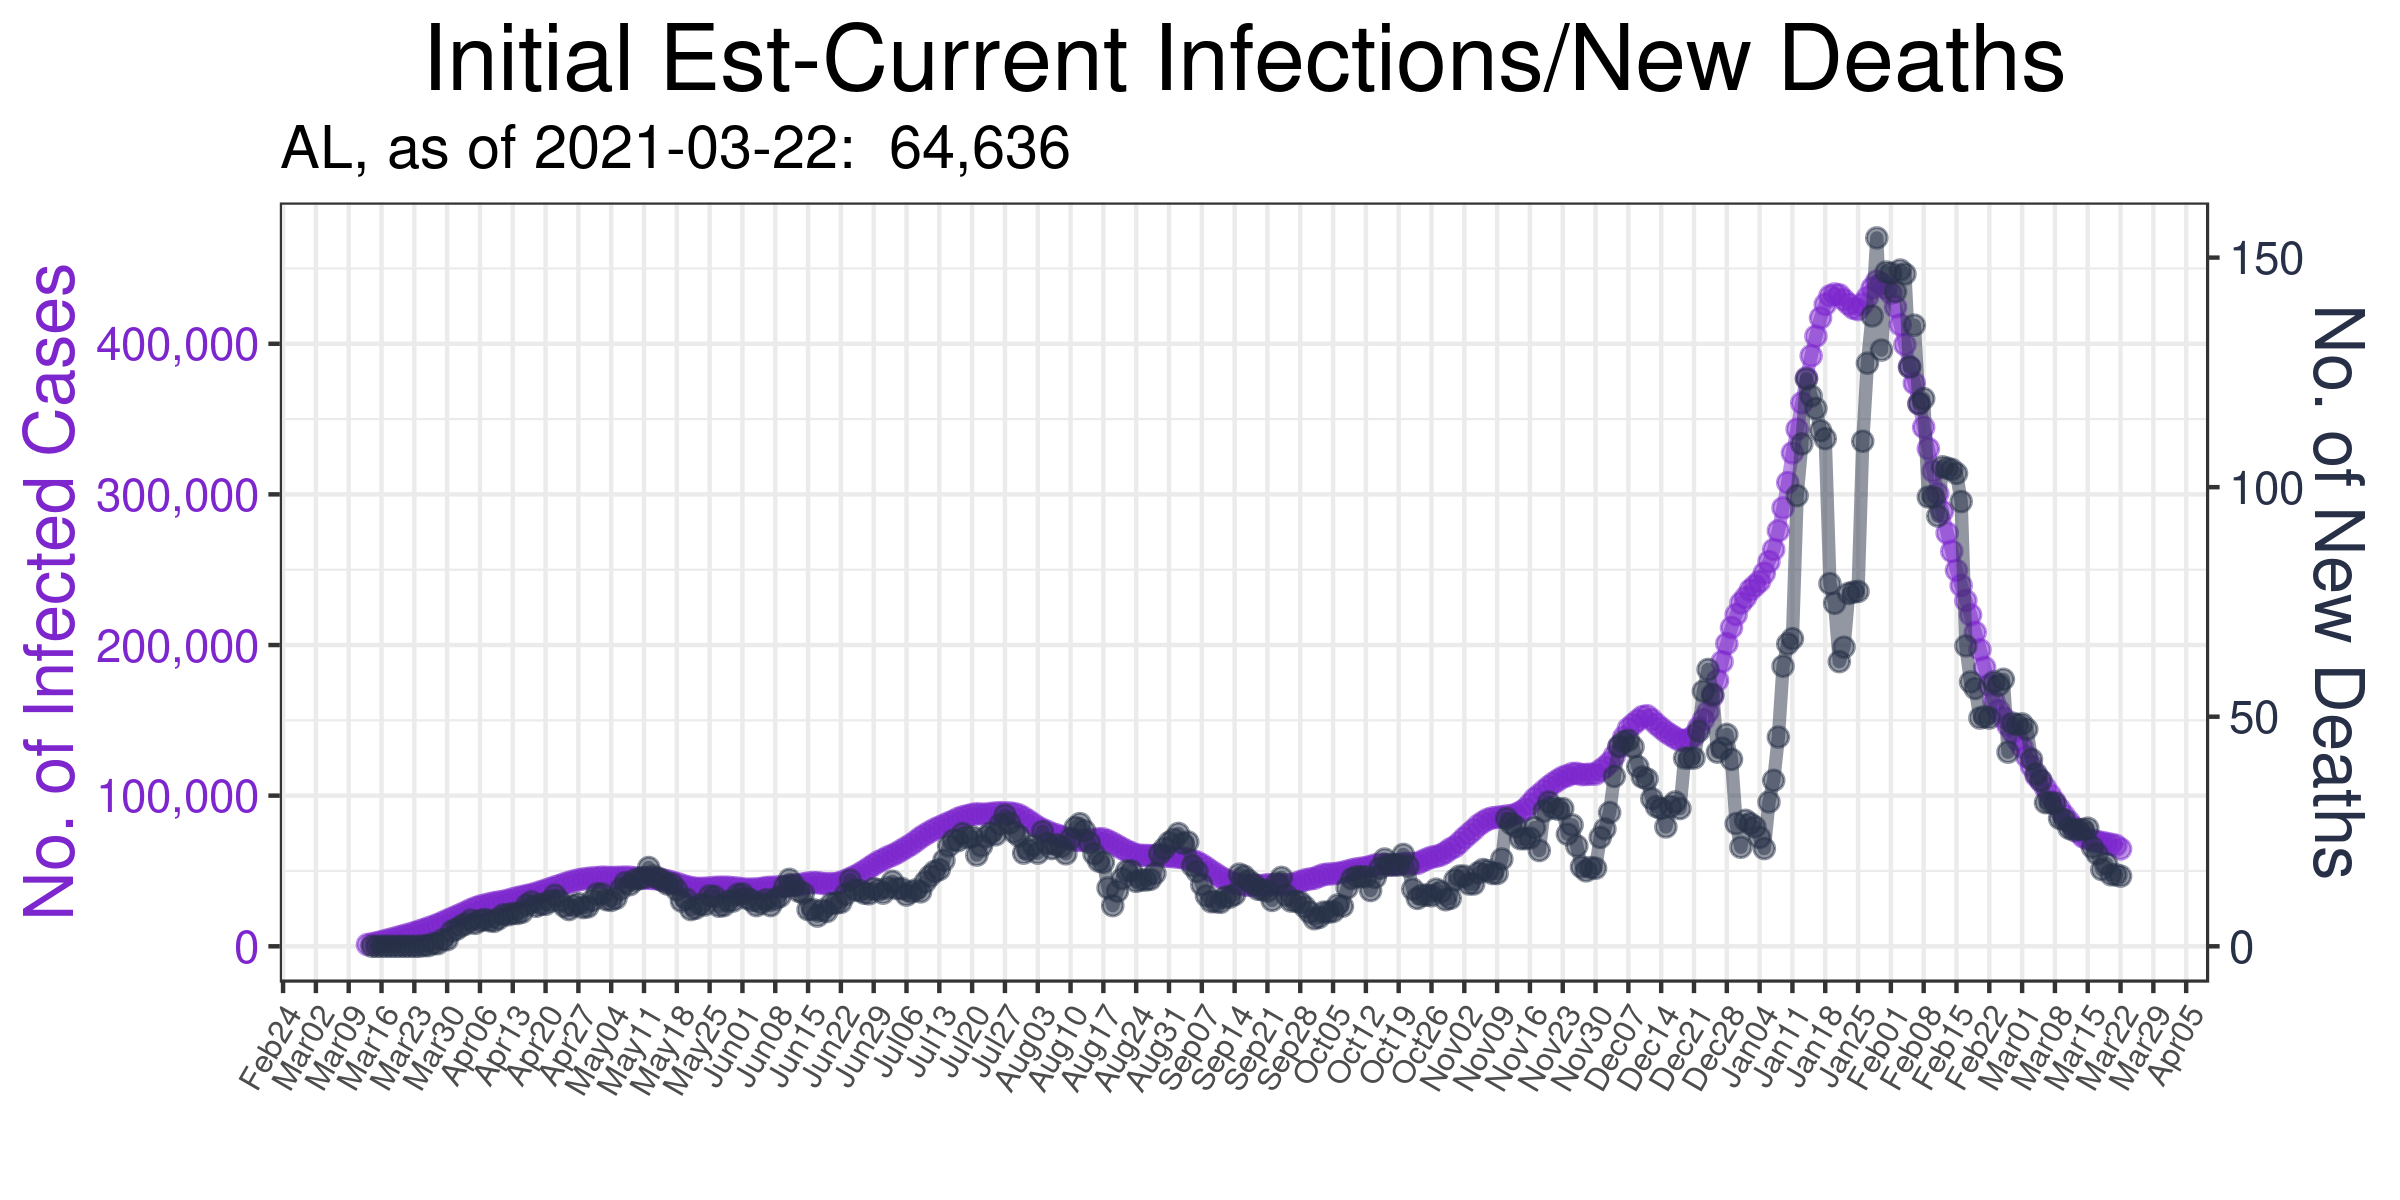 Initial Est-Current Infections/New Deaths
AL, as of 2021-03-22:  64,636
No. of Infected Cases
400,000
300,000
200,000
100,000
0
150
100
50
0
No. of New Deaths
Feb24
Mar02
Mar09
Mar16
Mar23
Mar30
Apr06
Apr13
Apr20
Apr27
May04
May11
May18
May25
Jun01
Jun08
Jun15
Jun22
Jun29
Jul06
Jul13
Jul20
Jul27
Aug03
Aug10
Aug17
Aug24
Aug31
Sep07
Sep14
Sep21
Sep28
Oct05
Oct12
Oct19
Oct26
Nov02
Nov09
Nov16
Nov23
Nov30
Dec07
Dec14
Dec21
Dec28
Jan04
Jan11
Jan18
Jan25
Feb01
Feb08
Feb15
Feb22
Mar01
Mar08
Mar15
Mar22
Mar29
Apr05